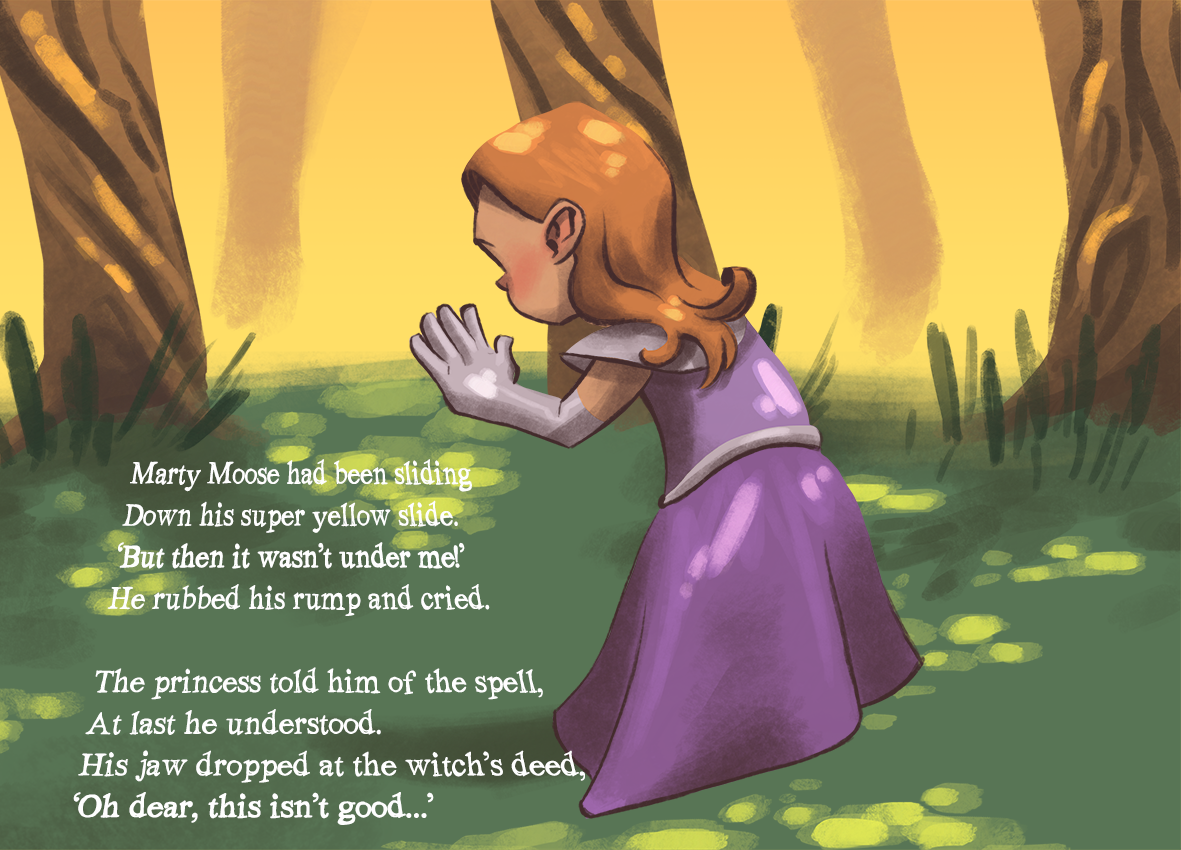 Marty Moose had been sliding
Down his super yellow slide.
‘But then it wasn’t under me!’
He rubbed his rump and cried.
The princess told him of the spell,
At last he understood.
His jaw dropped at the witch’s deed,
‘Oh dear, this isn’t good...’